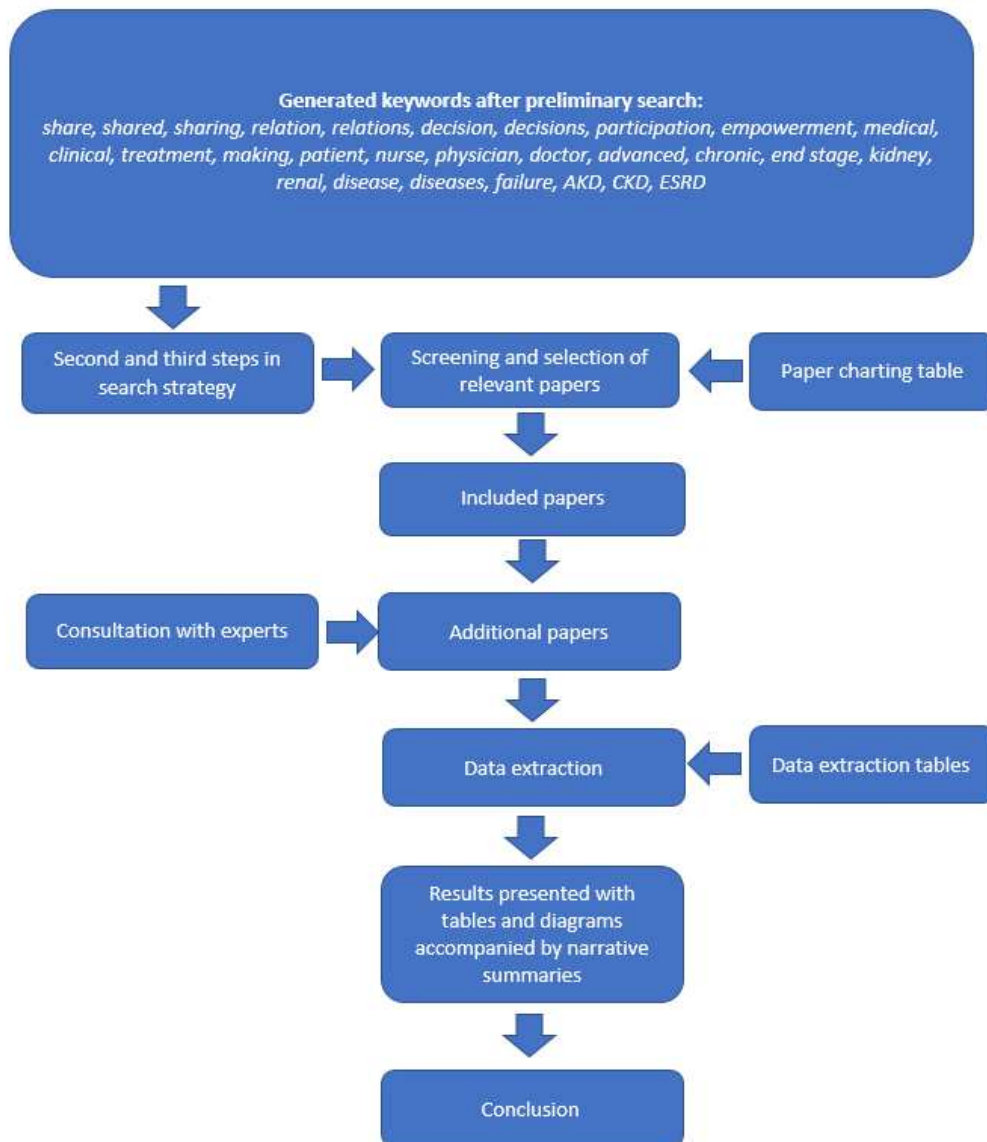 Generated keywords after preliminary search:
share, shared, sharing, relation, relations, decision, decisions, participation, empowerment, medical,
clinical, treatment, making, patient, nurse, physician, doctor, advanced, chronic, end stage, kidney,
renal, disease, diseases, failure, AKD, CKD, ESRD
Second and third steps in
search strategy
Screening and selection of
relevant papers
Paper charting table
Included papers
Consultation with experts
Additional papers
Data extraction
Data extraction tables
Results presented with
tables and diagrams
accompanied by narrative
summaries
Conclusion